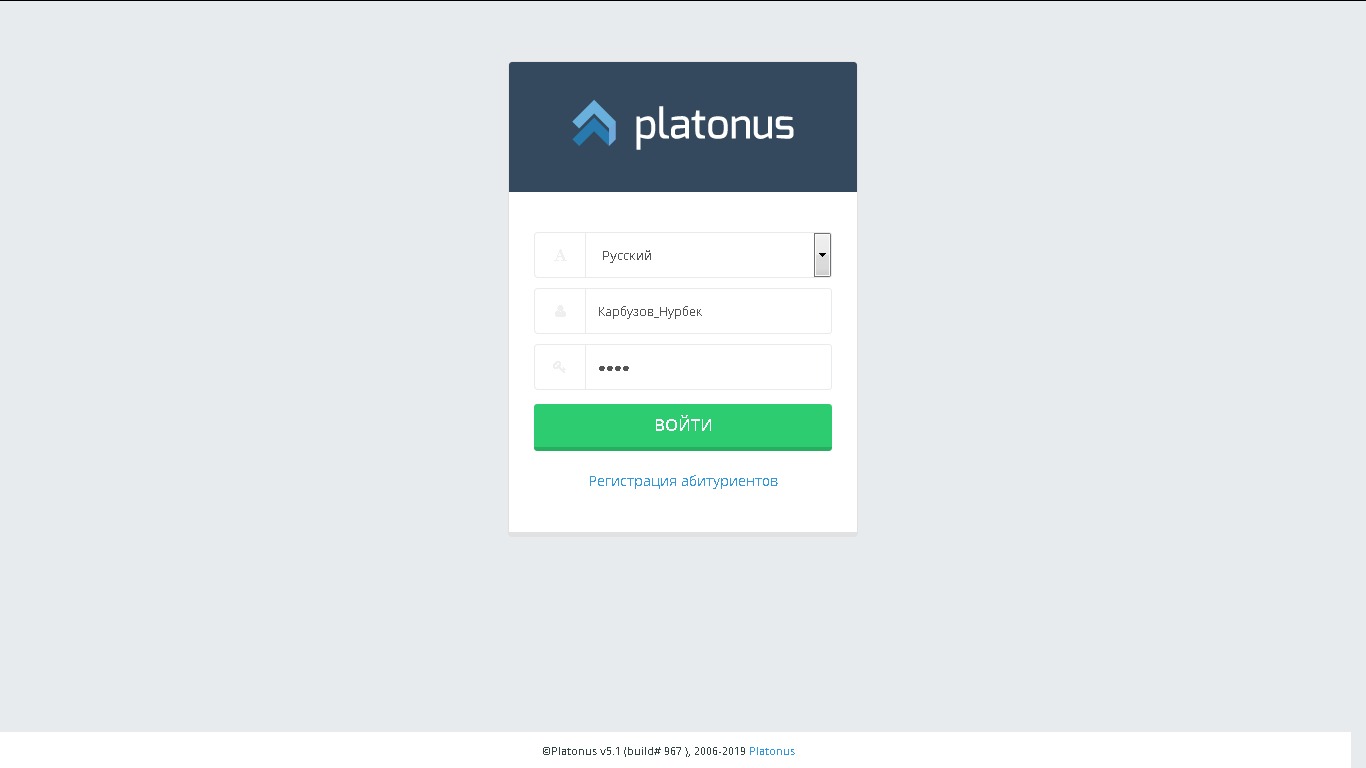 platonus
A
Русский
Карбузов_Нурбек
••••
ВОЙТИ
Регистрация абитуриентов
©Platonus v5.1 (build# 967 ), 2006-2019 Platonus